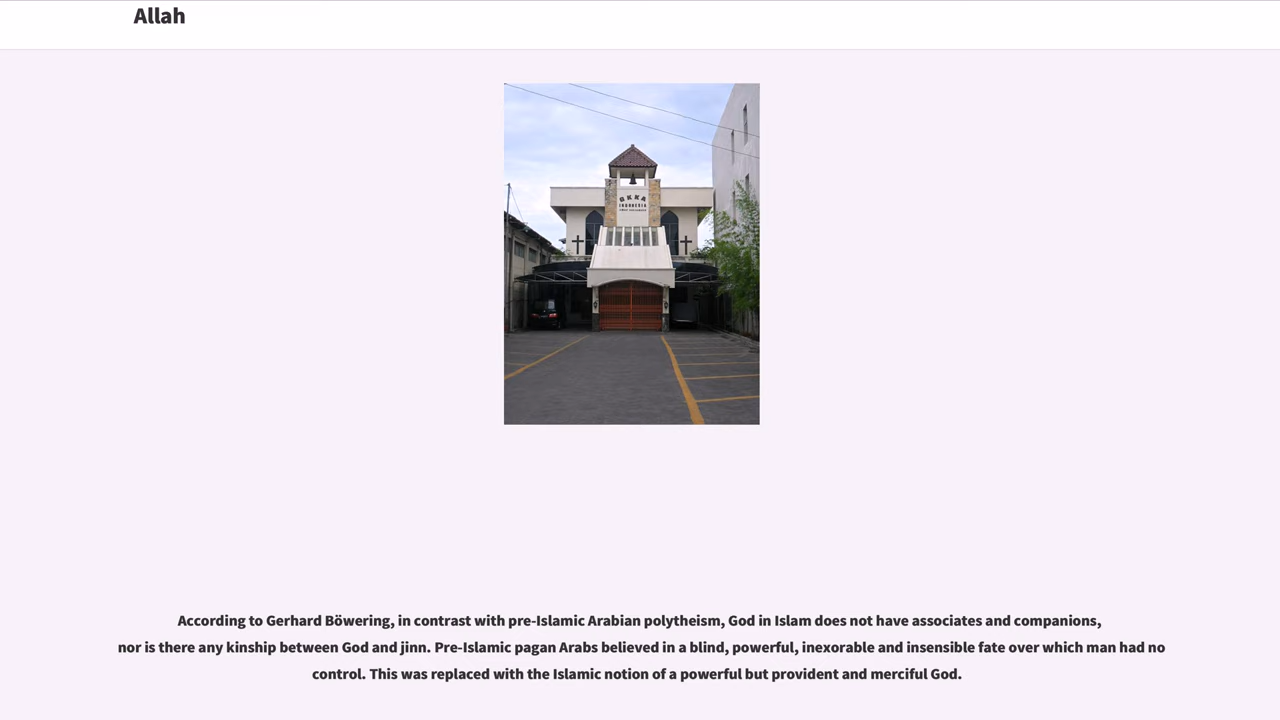 Allah
GKKA
INDONESIA
According to Gerhard Böwering, in contrast with pre-Islamic Arabian polytheism, God in Islam does not have associates and companions,
nor is there any kinship between God and jinn. Pre-Islamic pagan Arabs believed in a blind, powerful, inexorable and insensible fate over which man had no
control. This was replaced with the Islamic notion of a powerful but provident and merciful God.